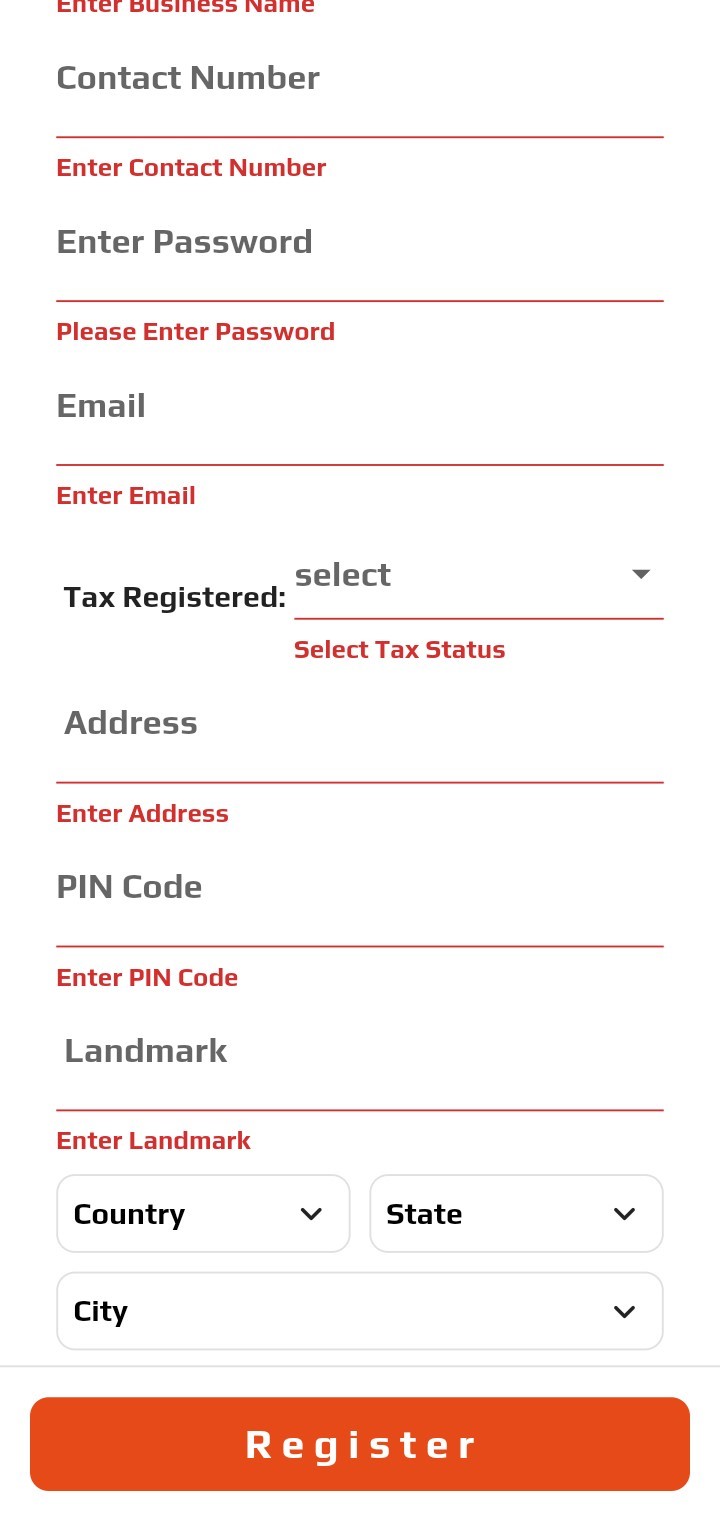 Enter Business Name
Contact Number
Enter Contact Number
Enter Password
Please Enter Password
Email
Enter Email
select
Tax Registered:
Select Tax Status
Address
Enter Address
PIN Code
Enter PIN Code
Landmark
Enter Landmark
Country State
City
Register